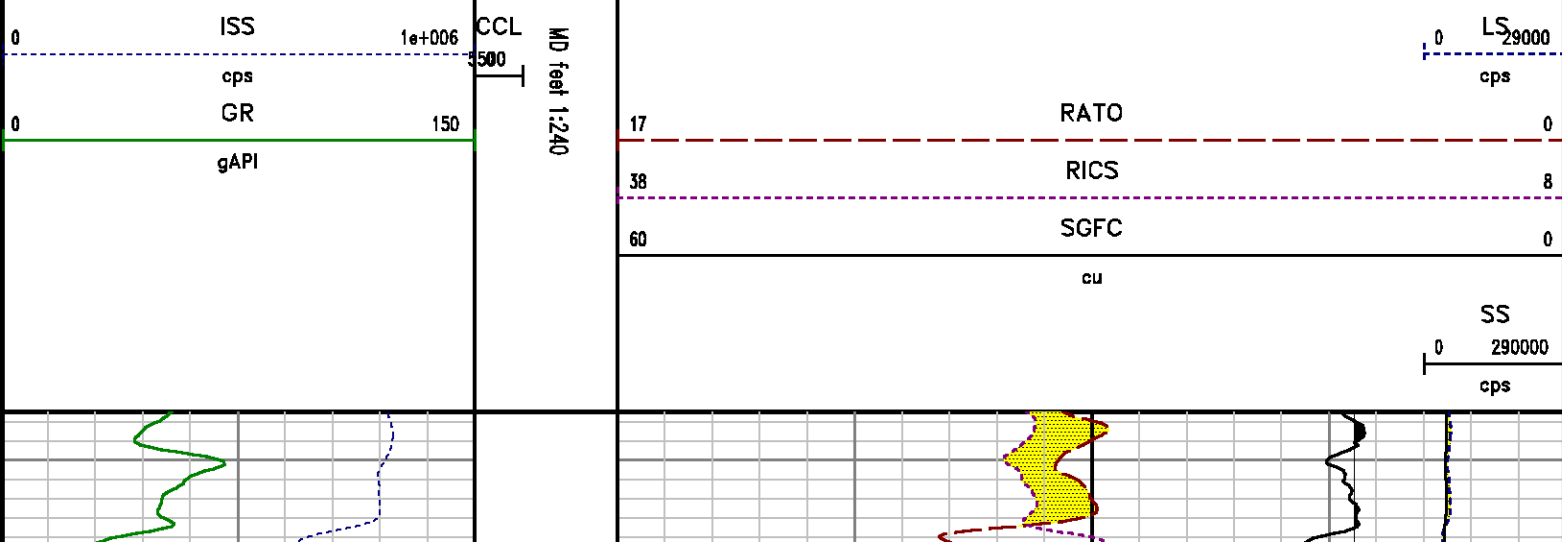 ISS
0 1e+006
cps
GR
0 150
gAPI
CCL
MD feet 1:240
LS
0 29000
cps
RATO
17 0
RICS
38 8
SGFC
60 0
cu
SS
0 290000
cps